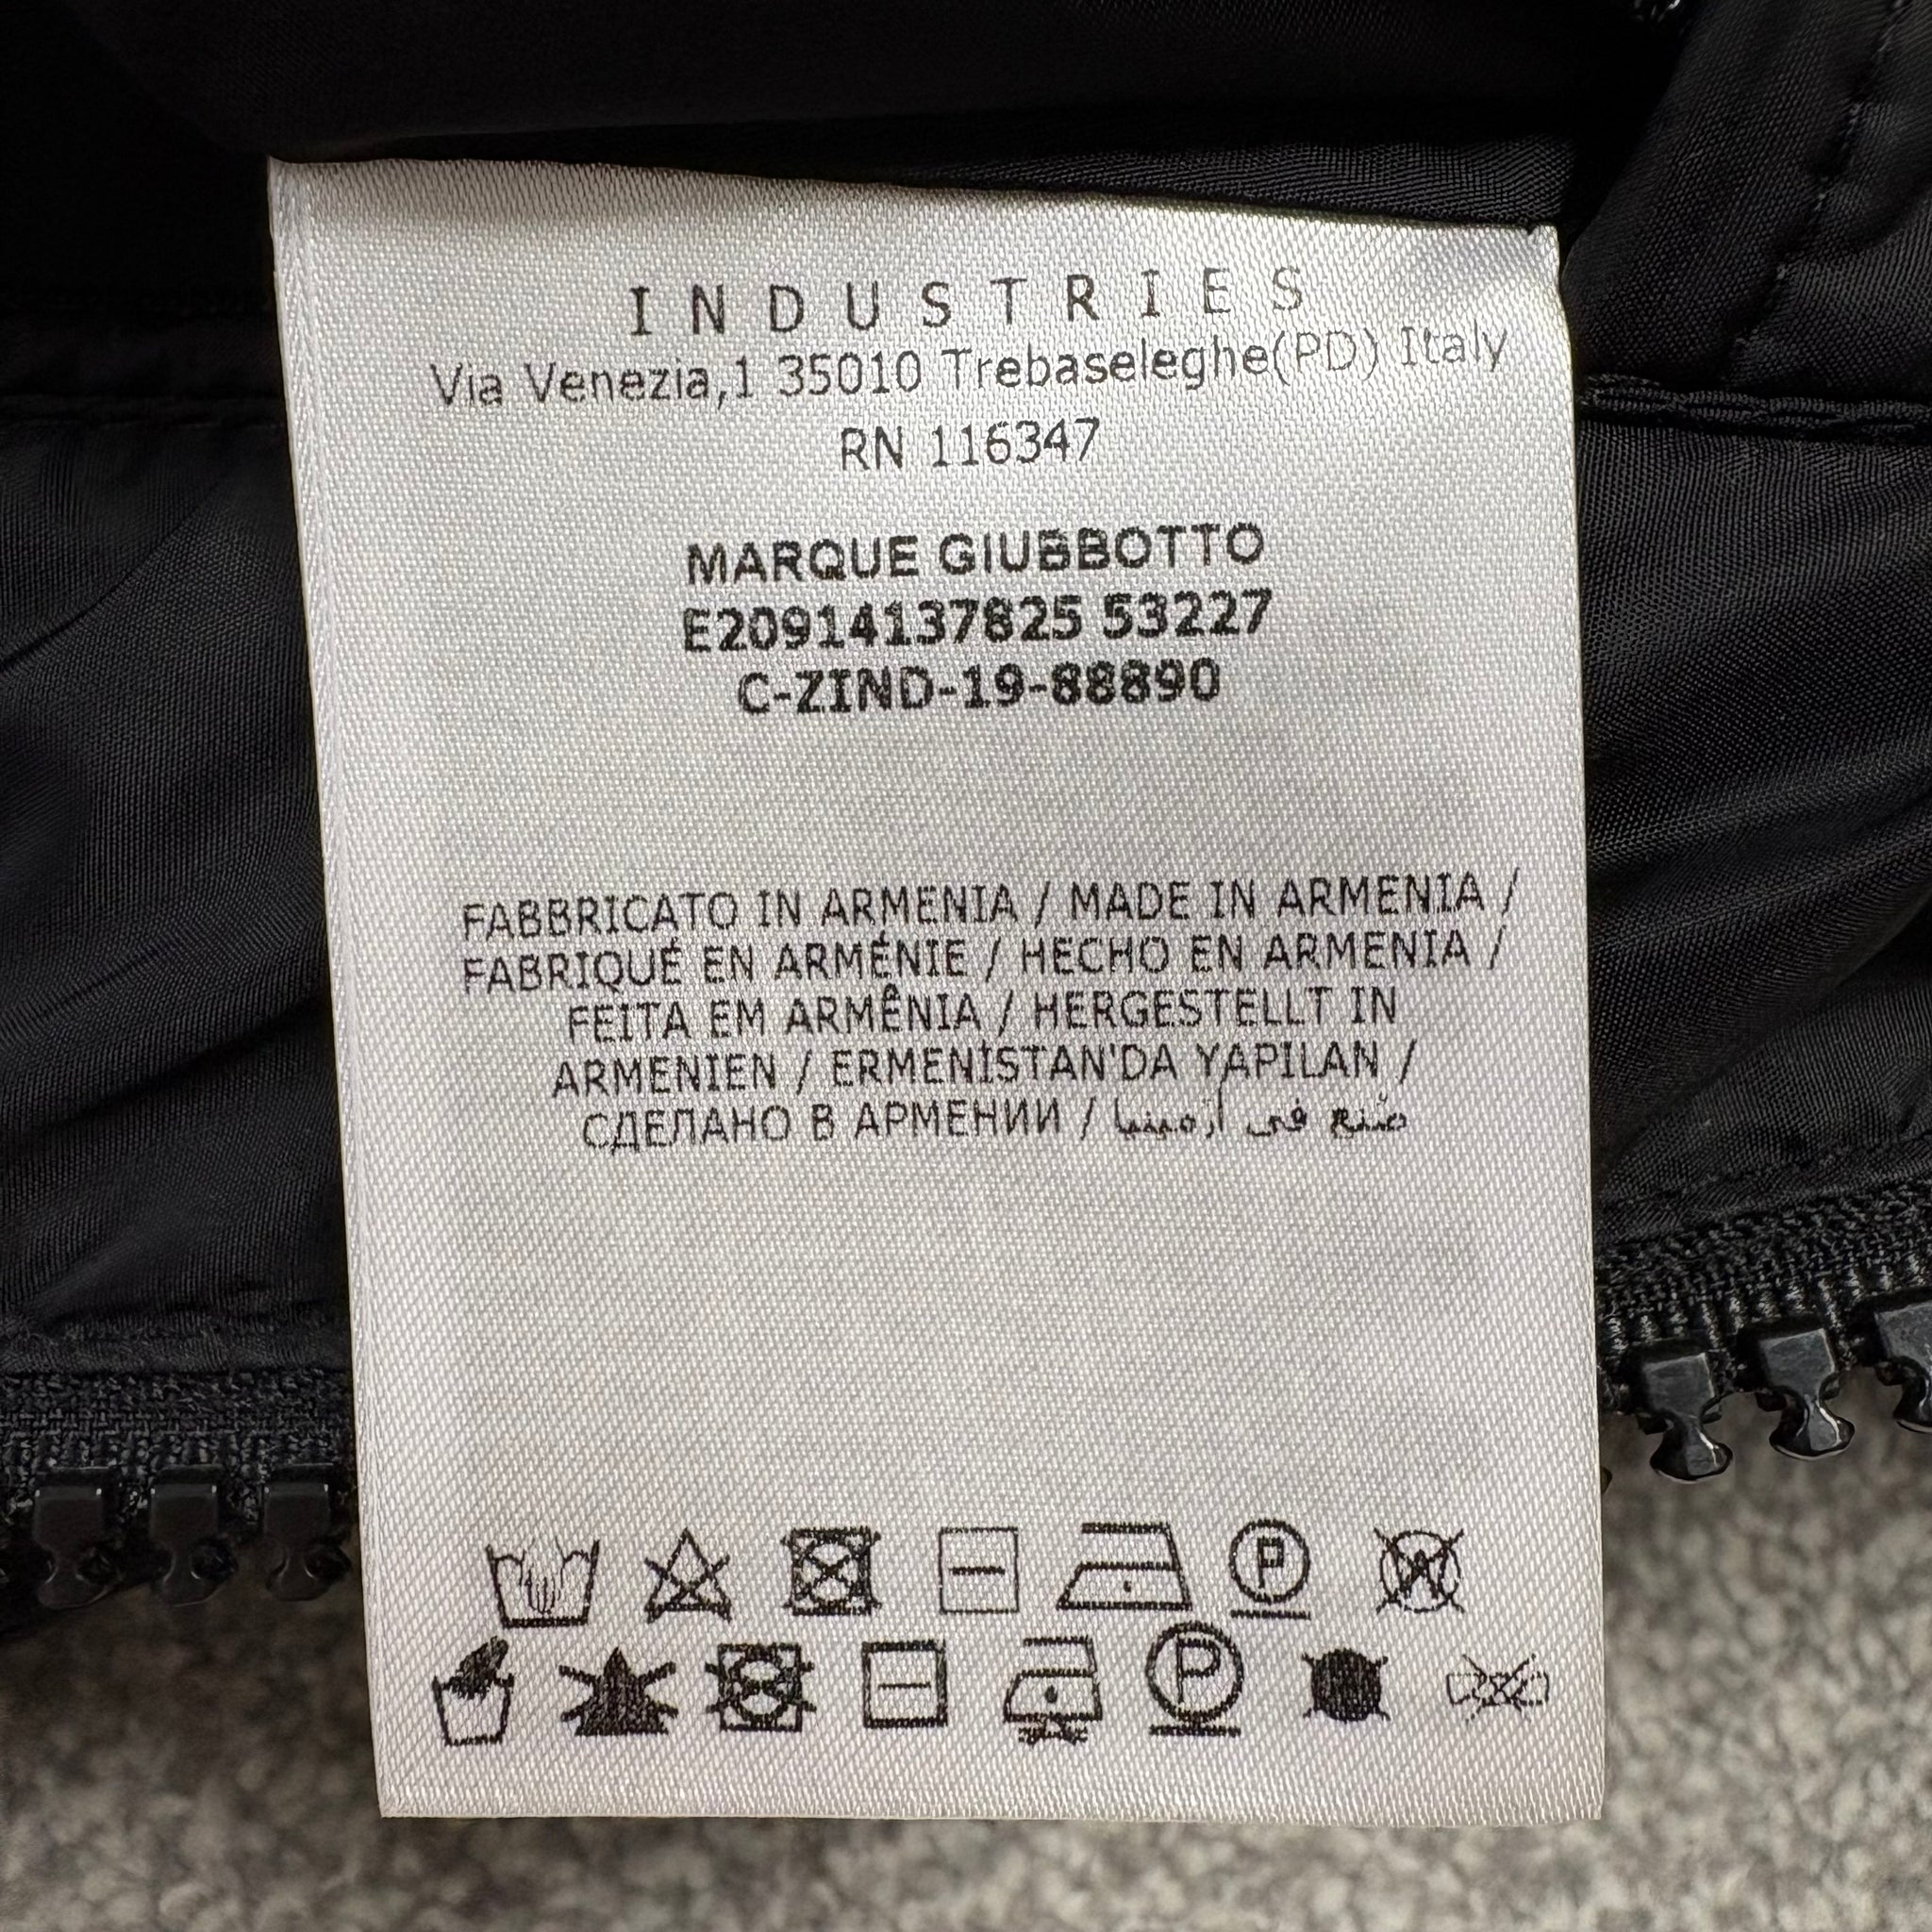 INDUSTRIES
Via Venezia,1 35010 Trebaseleghe(PD) Italy
RN 116347
MARQUE GIUBBOTTO
E20914137825 53227
C-ZIND-19-88890
FABBRICATO IN ARMENIA / MADE IN ARMENIA /
FABRIQUÉ EN ARMÉNIE / HECHO EN ARMENIA /
FEITA EM ARMÊNIA / HERGESTELLT IN
ARMENIEN / ERMENİSTAN'DA YAPILAN /
СДЕЛАНО В АРМЕНИИ / صُنع في أرمينيا
P W
P